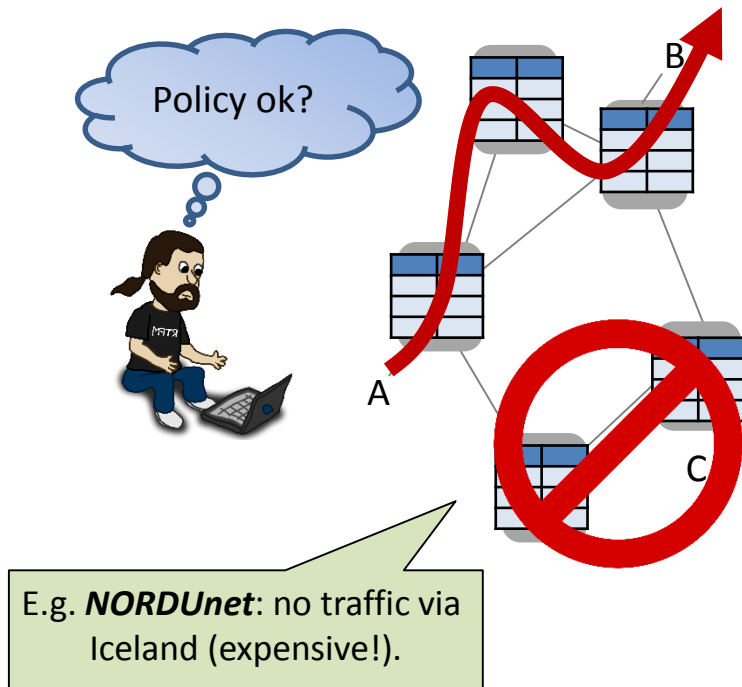 Policy ok?
B
A
C
E.g. NORDUnet: no traffic via
Iceland (expensive!).